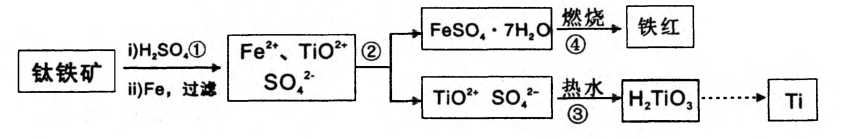 钛铁矿
i)H₂SO₄①
ii)Fe，过滤
Fe²⁺、TiO²⁺
SO₄²⁻
②
FeSO₄·7H₂O
燃烧
④
铁红
TiO²⁺ SO₄²⁻
热水
③
H₂TiO₃
Ti